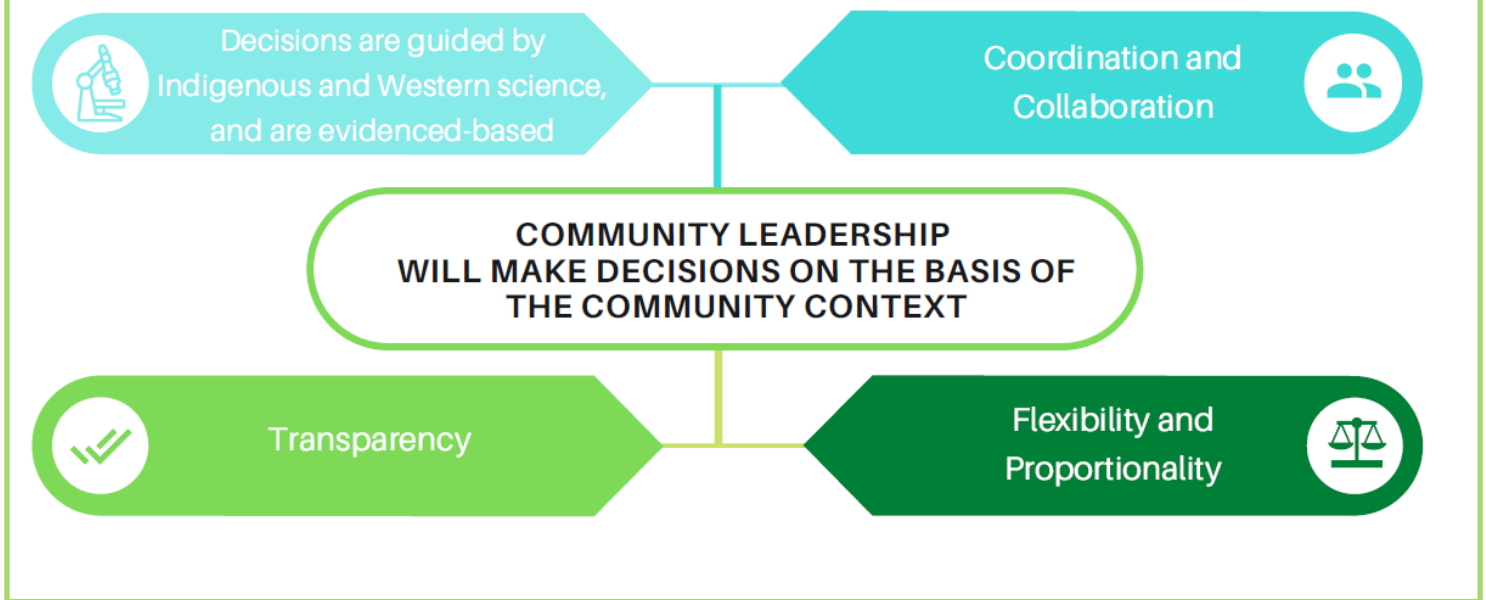 Decisions are guided by
Indigenous and Western science,
and are evidenced-based
Coordination and
Collaboration
COMMUNITY LEADERSHIP
WILL MAKE DECISIONS ON THE BASIS OF
THE COMMUNITY CONTEXT
Transparency
Flexibility and
Proportionality